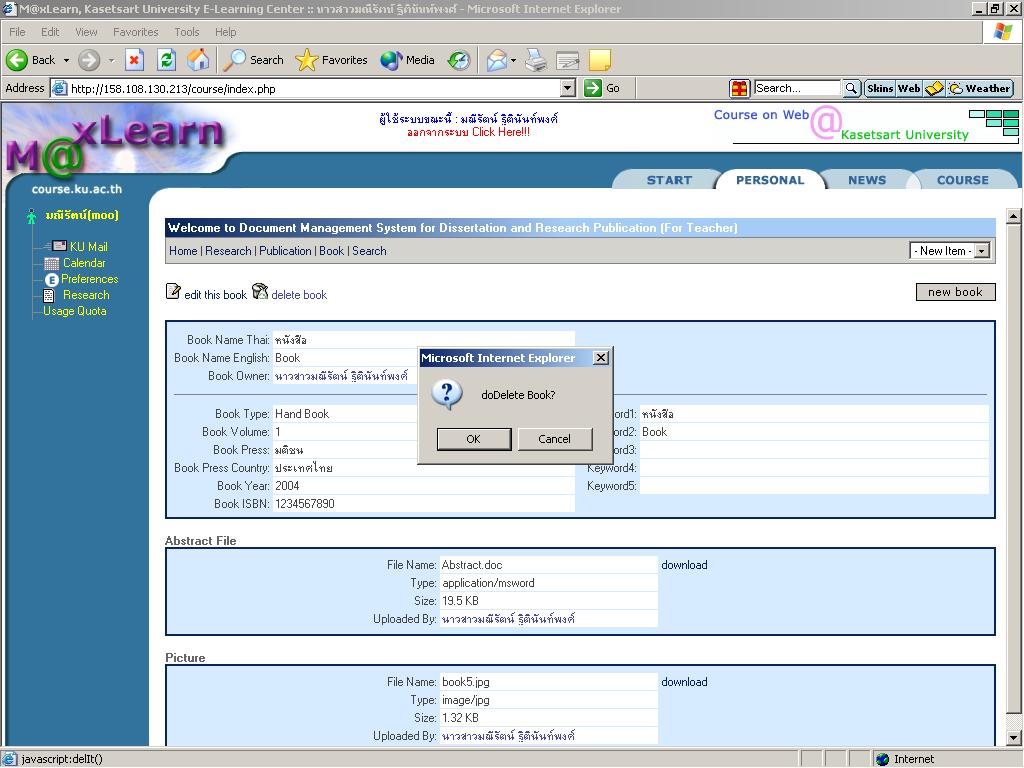 M@xLearn, Kasetsart University E-Learning Center :: นางสาวมณีรัตน์ ฐิตินันท์พงศ์ - Microsoft Internet Explorer
File Edit View Favorites Tools Help
Back Search Favorites Media
Address http://158.108.130.213/course/index.php Go Search... Skins Web Weather
M@xLearn
ผู้ใช้ระบบขณะนี้ : มณีรัตน์ ฐิตินันท์พงศ์
ออกจากระบบ Click Here!!!
Course on Web @ Kasetsart University
course.ku.ac.th
START PERSONAL NEWS COURSE
มณีรัตน์(moo)
KU Mail
Calendar
Preferences
Research
Usage Quota
Welcome to Document Management System for Dissertation and Research Publication (For Teacher)
Home | Research | Publication | Book | Search - New Item -
edit this book delete book new book
Book Name Thai: หนังสือ
Book Name English: Book
Book Owner: นางสาวมณีรัตน์ ฐิตินันท์พงศ์
Microsoft Internet Explorer
doDelete Book?
OK Cancel
Book Type: Hand Book
Book Volume: 1
Book Press: มติชน
Book Press Country: ประเทศไทย
Book Year: 2004
Book ISBN: 1234567890
ord1: หนังสือ
ord2: Book
ord3:
Keyword4:
Keyword5:
Abstract File
File Name: Abstract.doc download
Type: application/msword
Size: 19.5 KB
Uploaded By: นางสาวมณีรัตน์ ฐิตินันท์พงศ์
Picture
File Name: book5.jpg download
Type: image/jpg
Size: 1.32 KB
Uploaded By: นางสาวมณีรัตน์ ฐิตินันท์พงศ์
javascript:delIt() Internet